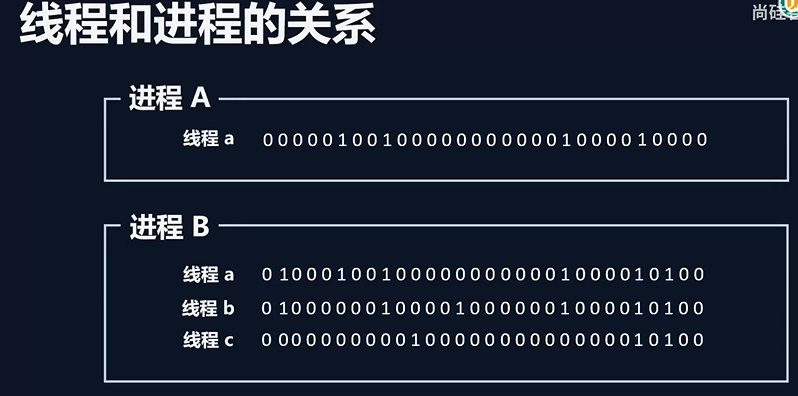 线程和进程的关系
尚硅
进程 A
线程 a 0 0 0 0 0 1 0 0 1 0 0 0 0 0 0 0 0 0 0 0 1 0 0 0 0 1 0 0 0 0
进程 B
线程 a 0 1 0 0 0 1 0 0 1 0 0 0 0 0 0 0 0 0 0 0 1 0 0 0 0 1 0 1 0 0
线程 b 0 1 0 0 0 0 0 0 1 0 0 0 0 1 0 0 0 0 0 0 1 0 0 0 0 1 0 1 0 0
线程 c 0 0 0 0 0 0 0 0 0 0 1 0 0 0 0 0 0 0 0 0 0 0 0 0 0 1 0 1 0 0